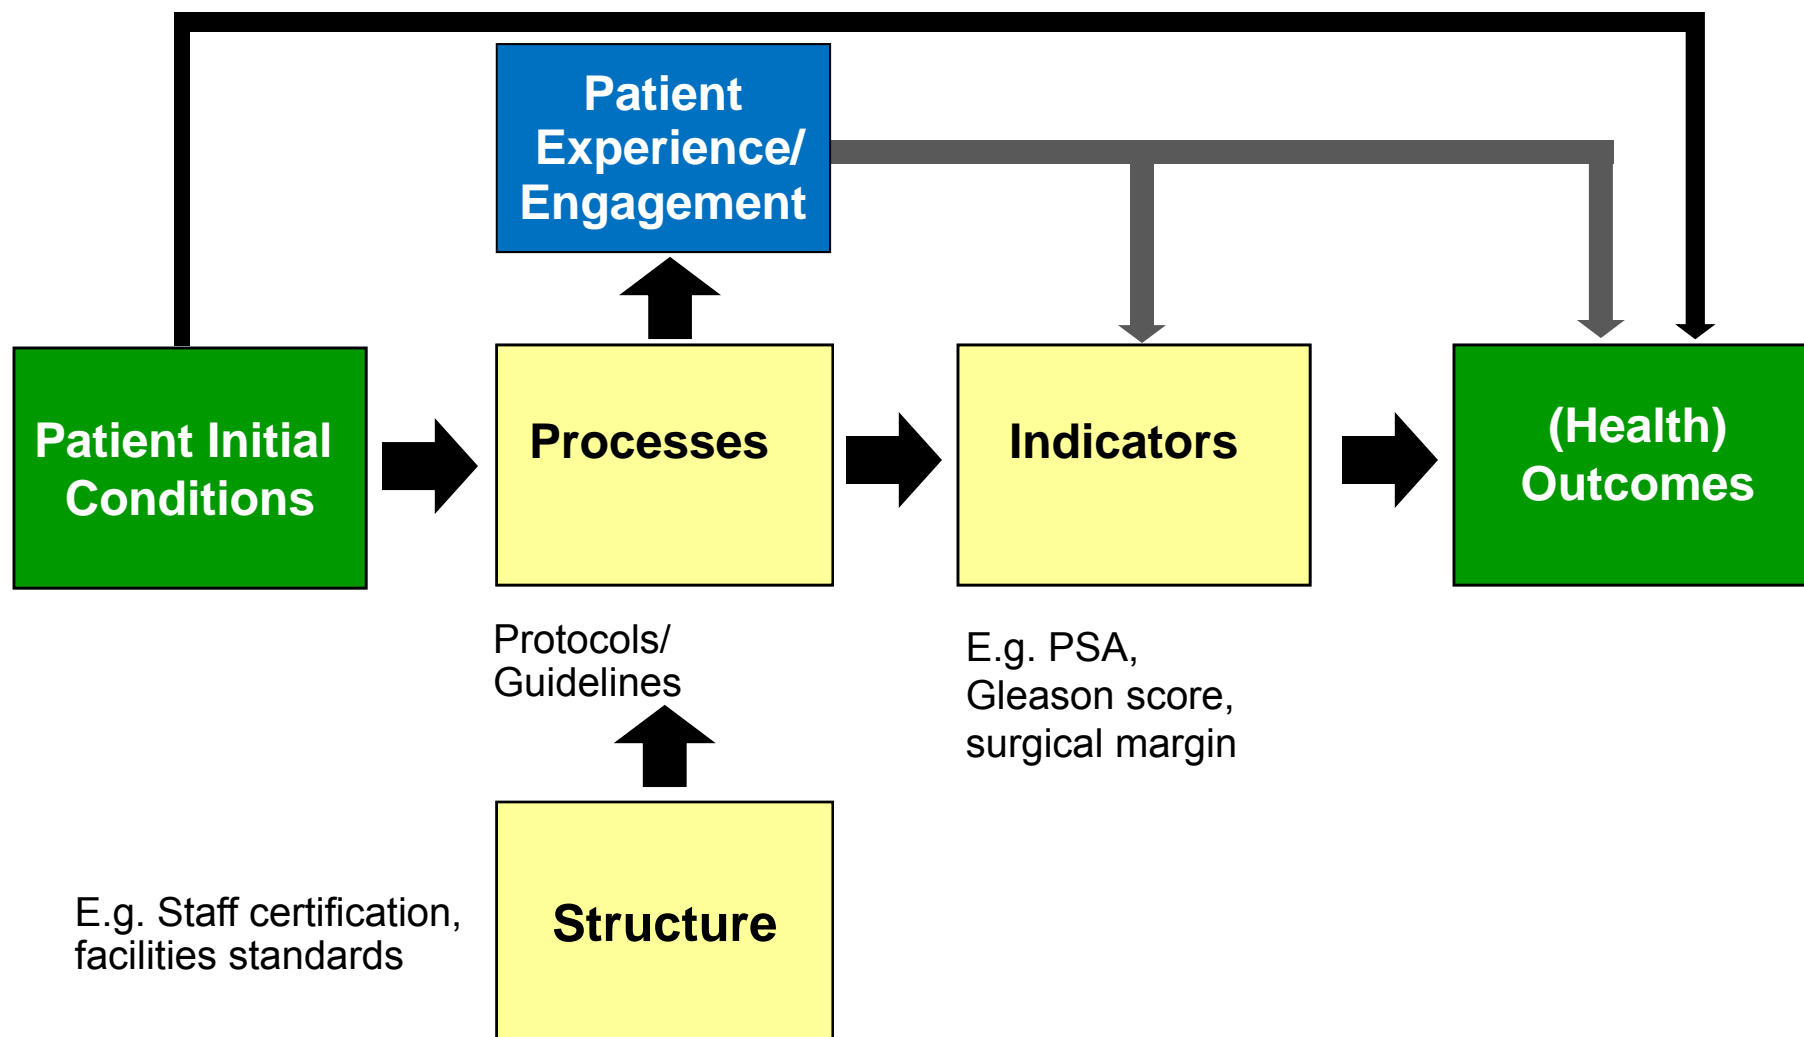 Patient
Experience/
Engagement
Patient Initial
Conditions
Processes
Indicators
(Health)
Outcomes
Protocols/
Guidelines
E.g. PSA,
Gleason score,
surgical margin
E.g. Staff certification,
facilities standards
Structure